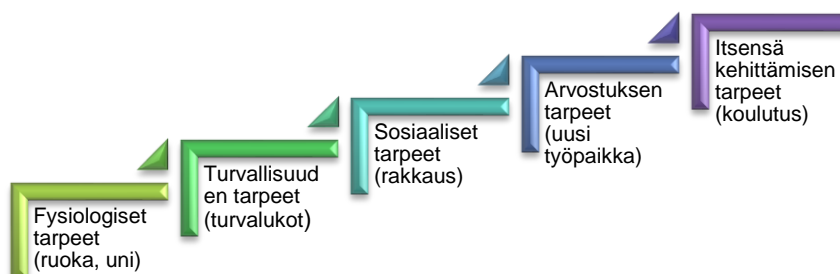 Fysiologiset
tarpeet
(ruoka, uni)
Turvallisuud
en tarpeet
(turvalukot)
Sosiaaliset
tarpeet
(rakkaus)
Arvostuksen
tarpeet
(uusi
työpaikka)
Itsensä
kehittämisen
tarpeet
(koulutus)